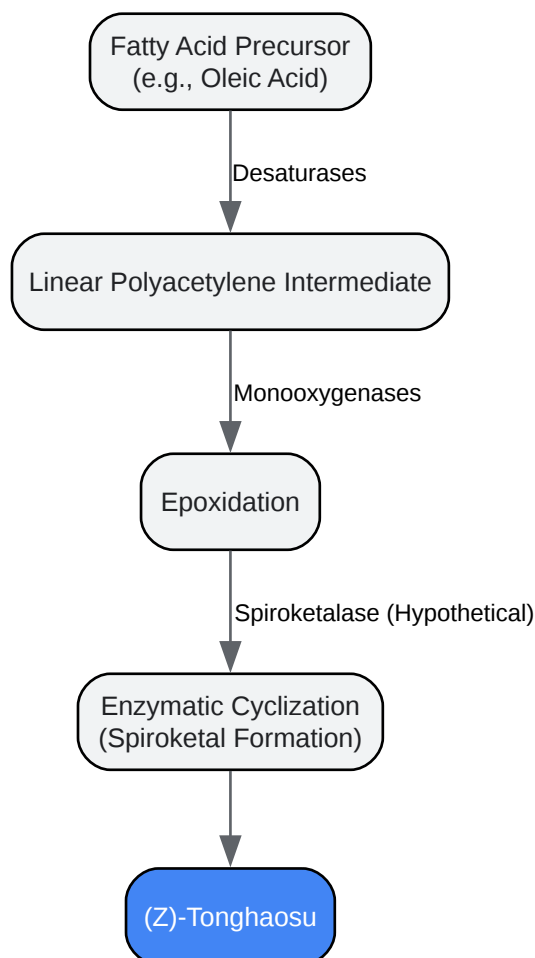 Fatty Acid Precursor
(e.g., Oleic Acid)
Desaturases
Linear Polyacetylene Intermediate
Monooxygenases
Epoxidation
Spiroketalase (Hypothetical)
Enzymatic Cyclization
(Spiroketal Formation)
(Z)-Tonghaosu